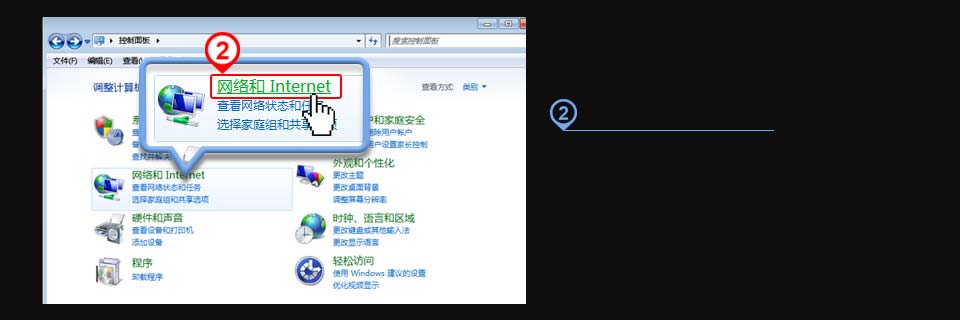 控制面板
搜索控制面板
文件(F) 编辑(E) 查看
调整计算机
查看方式: 类别
2
网络和 Internet
查看网络状态和任
选择家庭组和共享选项
查找并解决
网络和 Internet
查看网络状态和任务
选择家庭组和共享选项
硬件和声音
查看设备和打印机
添加设备
程序
卸载程序
户和家庭安全
删除用户帐户
用户设置家长控制
外观和个性化
更改主题
更改桌面背景
调整屏幕分辨率
时钟、语言和区域
更改键盘或其他输入法
更改显示语言
轻松访问
使用 Windows 建议的设置
优化视频显示
2